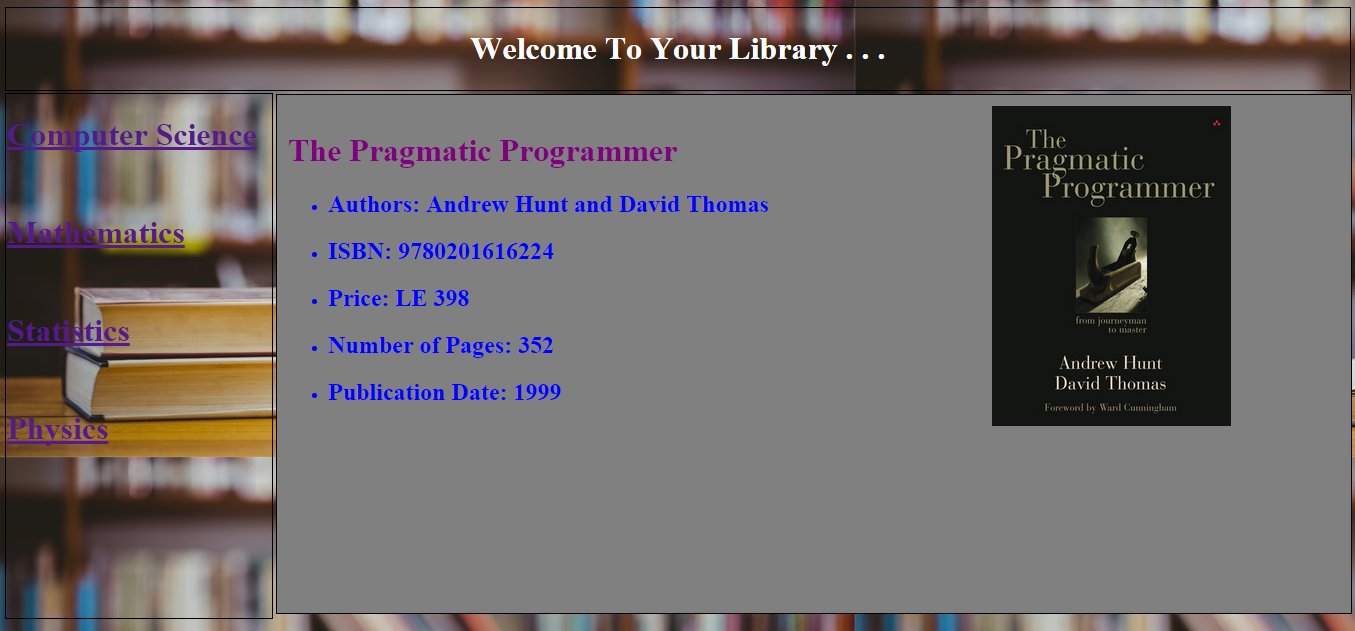 Welcome To Your Library . . .
Computer Science
Mathematics
Statistics
Physics
The Pragmatic Programmer
Authors: Andrew Hunt and David Thomas
ISBN: 9780201616224
Price: LE 398
Number of Pages: 352
Publication Date: 1999
The
Pragmatic
Programmer
from journeyman
to master
Andrew Hunt
David Thomas
Foreword by Ward Cunningham